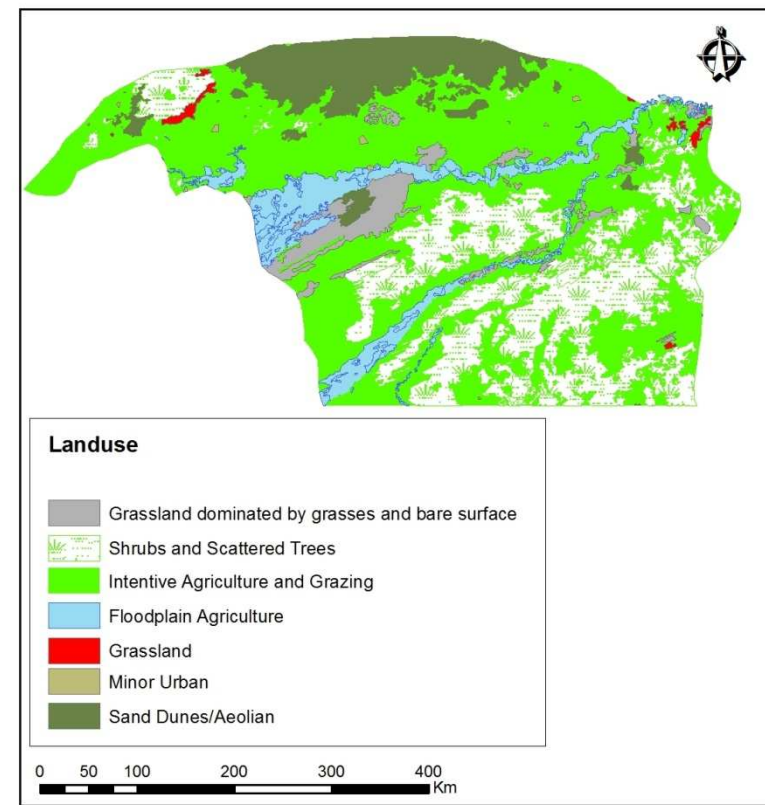 Landuse
Grassland dominated by grasses and bare surface
Shrubs and Scattered Trees
Intentive Agriculture and Grazing
Floodplain Agriculture
Grassland
Minor Urban
Sand Dunes/Aeolian
0 50 100 200 300 400
Km